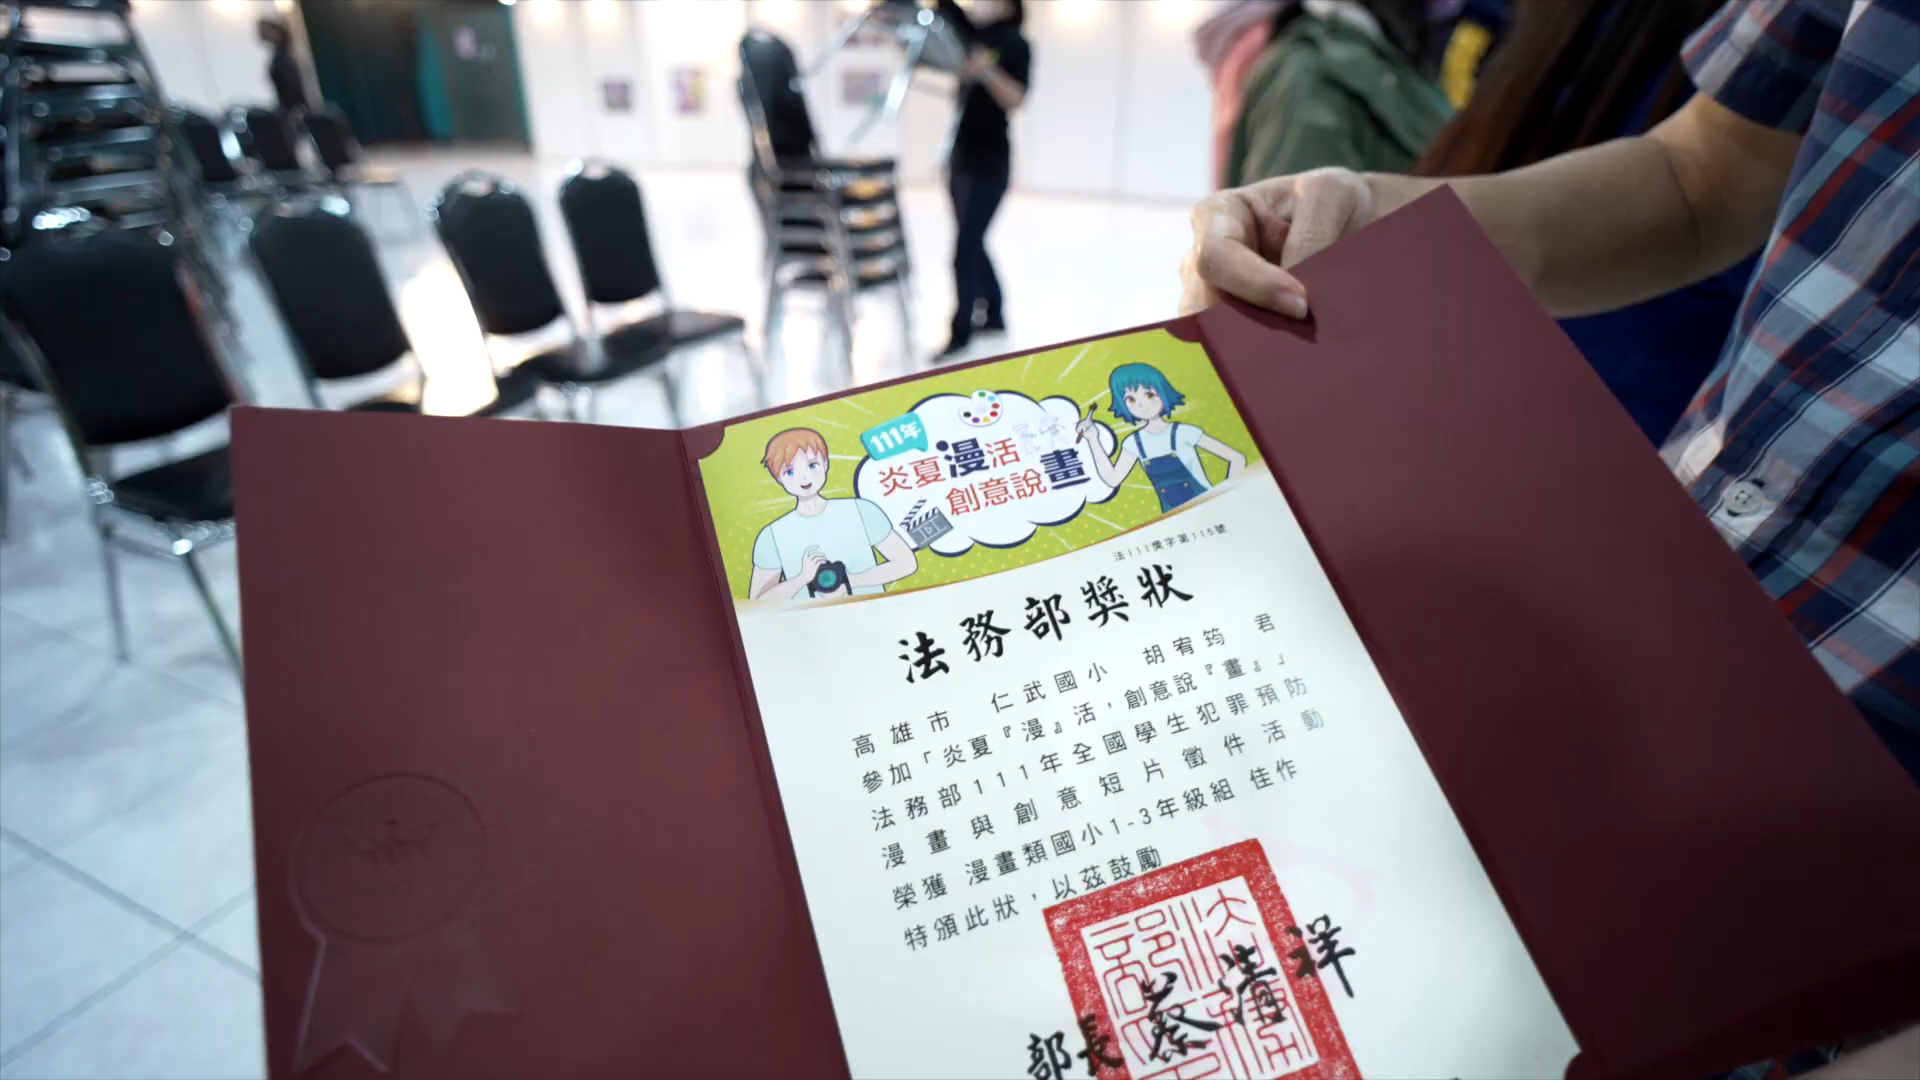 111年
炎夏漫活
創意說畫
法111獎字第115號
法務部獎狀
高雄市 仁武國小 胡宥筠 君
參加「炎夏『漫』活，創意說『畫』」
法務部111年全國學生犯罪預防
漫畫與創意短片徵件活動
榮獲 漫畫類國小1-3年級組 佳作
特頒此狀，以茲鼓勵
部長 蔡清祥